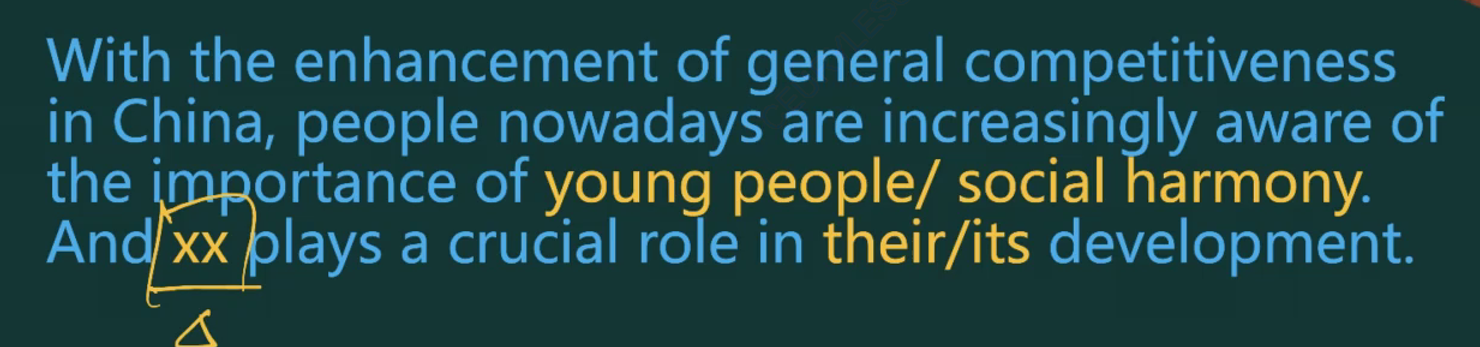 With the enhancement of general competitiveness
in China, people nowadays are increasingly aware of
the importance of young people/ social harmony.
And xx plays a crucial role in their/its development.